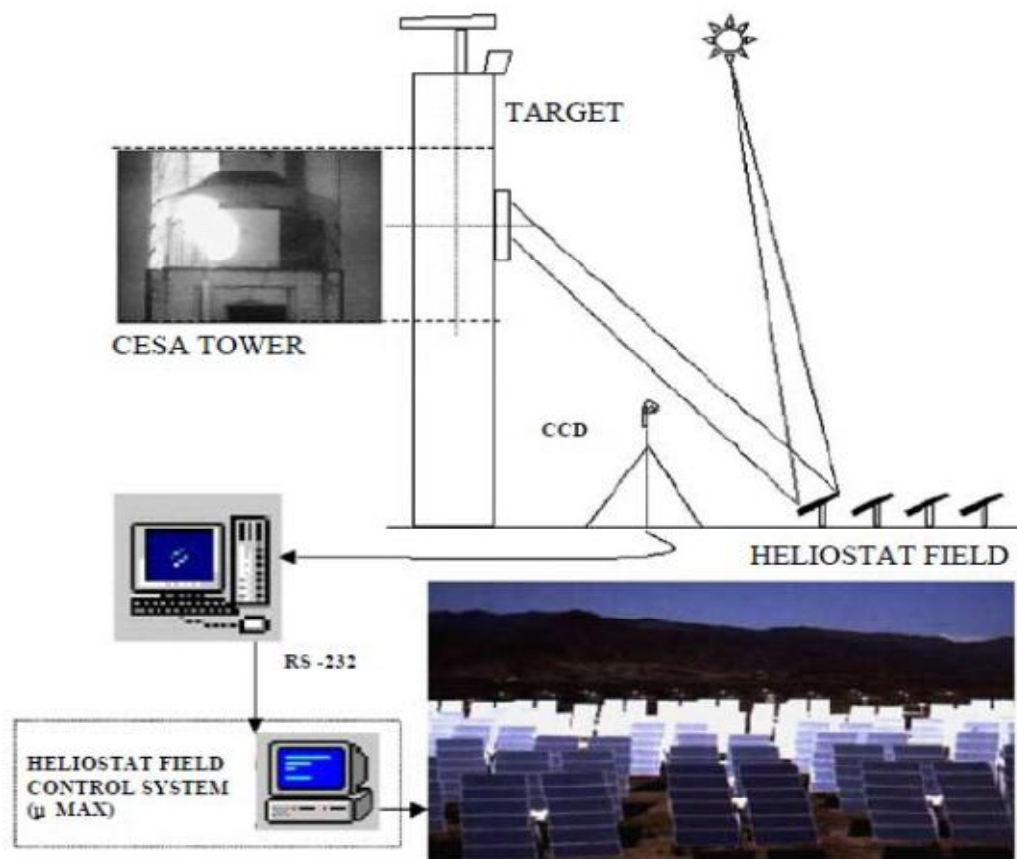 TARGET
CESA TOWER
CCD
HELIOSTAT FIELD
RS -232
HELIOSTAT FIELD
CONTROL SYSTEM
(µ MAX)